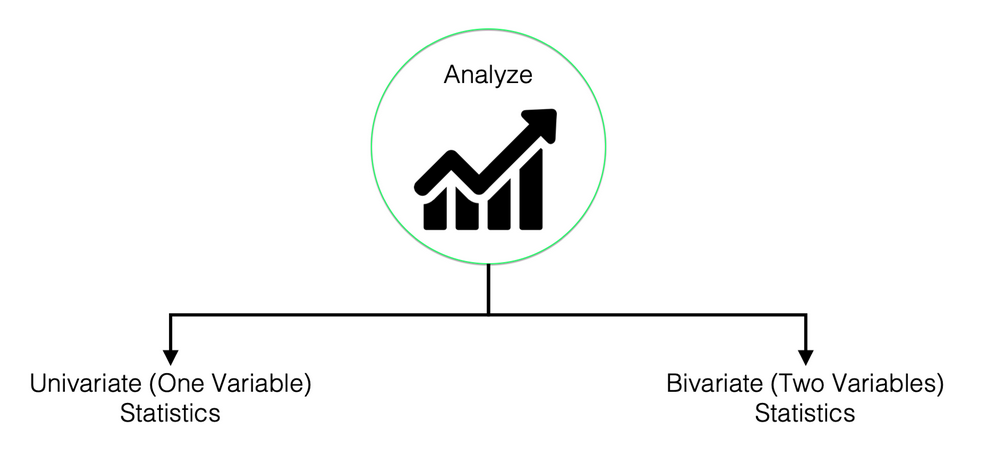 Analyze
Univariate (One Variable)
Statistics
Bivariate (Two Variables)
Statistics